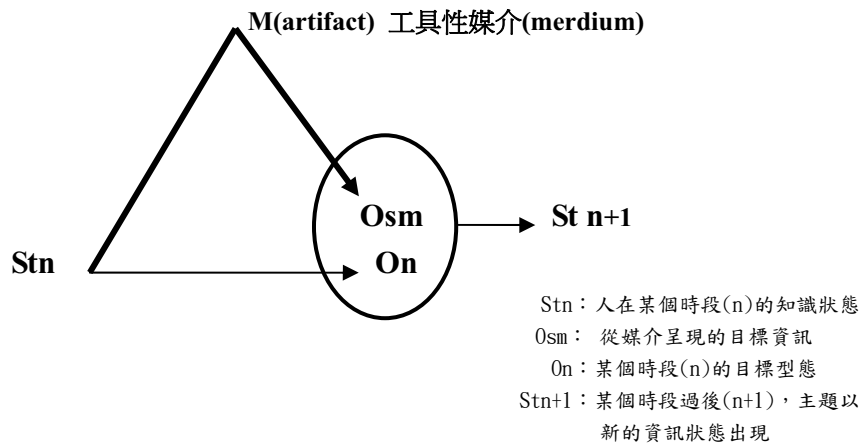 M(artifact) 工具性媒介(merdium)
Osm
St n+1
Stn
On
Stn：人在某個時段(n)的知識狀態
Osm： 從媒介呈現的目標資訊
On：某個時段(n)的目標型態
Stn+1：某個時段過後(n+1)，主題以
新的資訊狀態出現